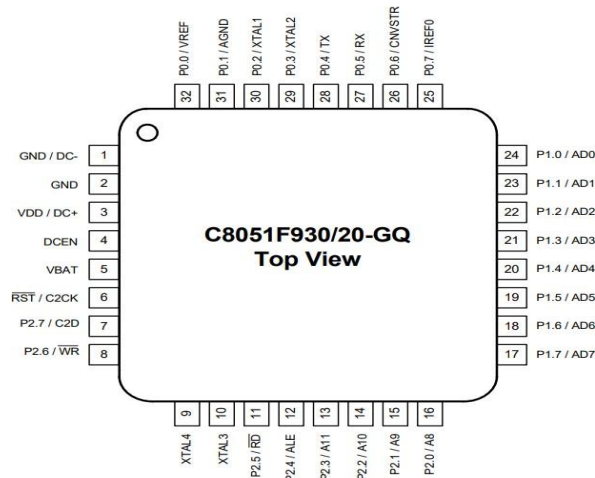 P0.0 / VREF
P0.1 / AGND
P0.2 / XTAL1
P0.3 / XTAL2
P0.4 / TX
P0.5 / RX
P0.6 / CNVSTR
P0.7 / IREF0
32
31
30
29
28
27
26
25
GND / DC- 1
GND 2
VDD / DC+ 3
DCEN 4
VBAT 5
RST / C2CK 6
P2.7 / C2D 7
P2.6 / WR 8
C8051F930/20-GQ
Top View
24 P1.0 / AD0
23 P1.1 / AD1
22 P1.2 / AD2
21 P1.3 / AD3
20 P1.4 / AD4
19 P1.5 / AD5
18 P1.6 / AD6
17 P1.7 / AD7
9
10
11
12
13
14
15
16
XTAL4
XTAL3
P2.5 / RD
P2.4 / ALE
P2.3 / A11
P2.2 / A10
P2.1 / A9
P2.0 / A8